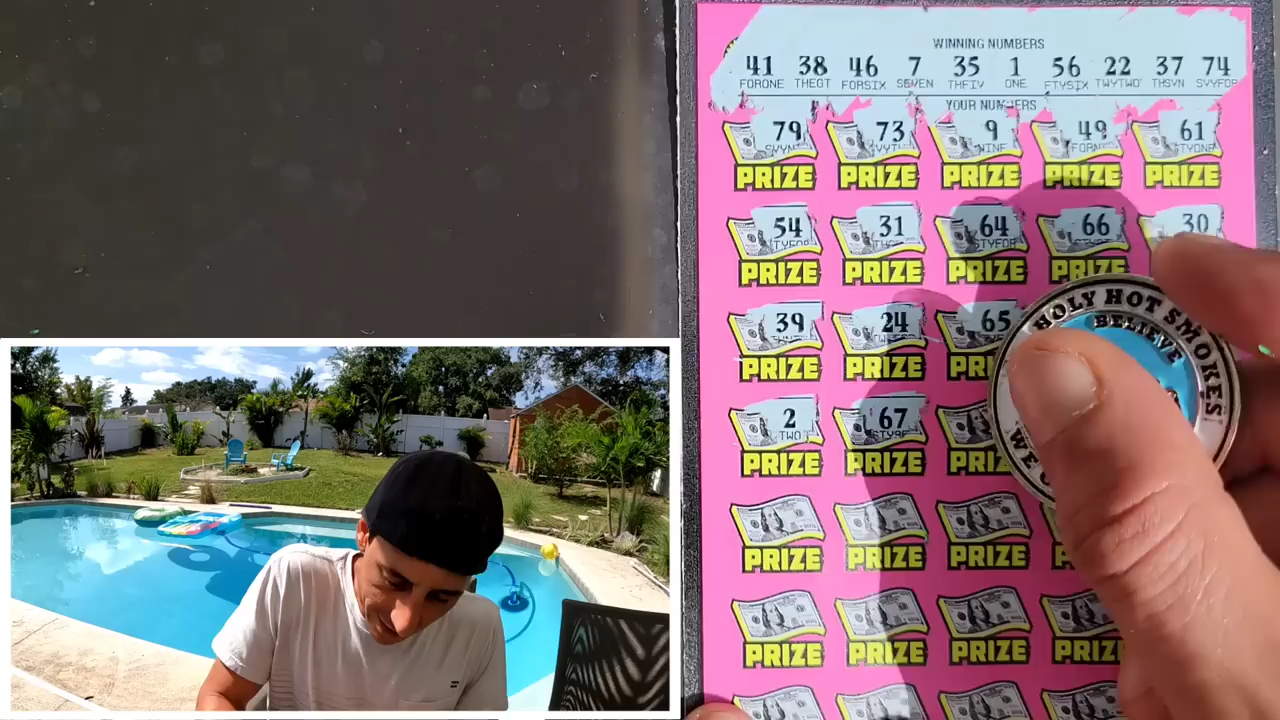 WINNING NUMBERS
41 38 46 7 35 1 56 22 37 74
FORONE THEGT FORSIX SEVEN THFIV ONE FTYSIX TWYTWO THSVN SVYFOR
YOUR NUMBERS
79 73 9 49 61
NINE
PRIZE PRIZE PRIZE PRIZE PRIZE
54 31 64 66 30
PRIZE PRIZE PRIZE PRIZE
39 24 65
PRIZE PRIZE
2 67
TWO
PRIZE PRIZE
PRIZE PRIZE PRIZE
PRIZE PRIZE PRIZE
HOLY HOT SMOKES
BELIEVE
WE